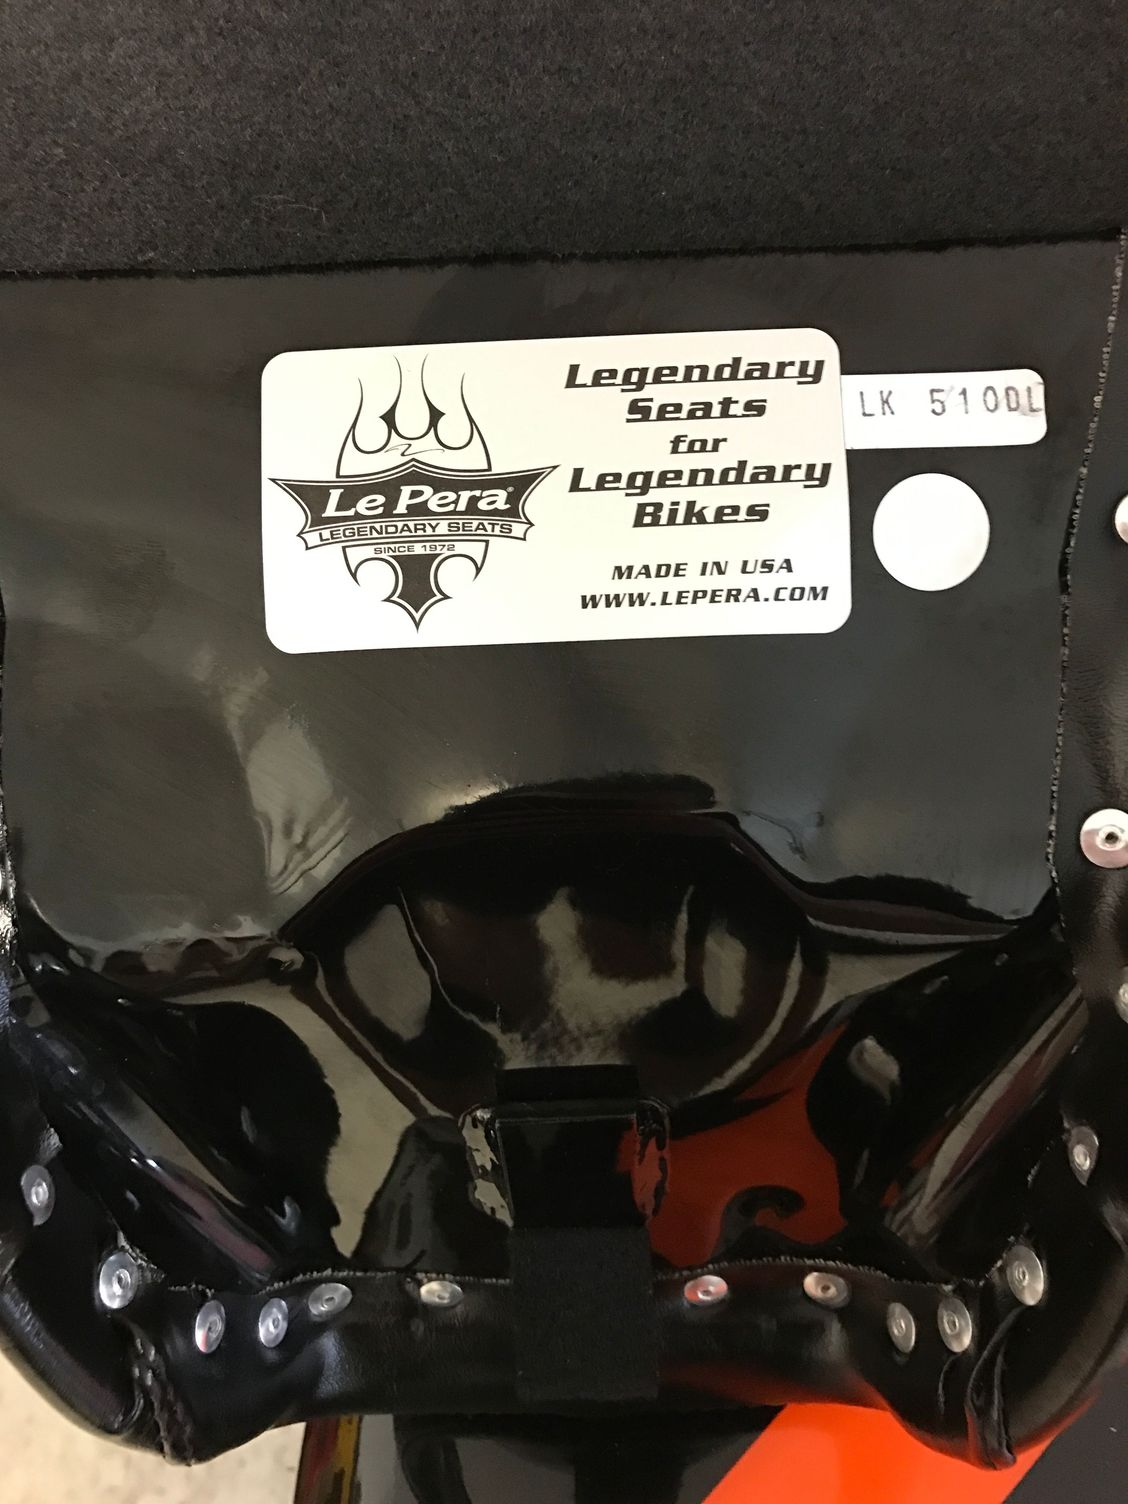 Le Pera®
LEGENDARY SEATS
SINCE 1972
Legendary
Seats
for
Legendary
Bikes
MADE IN USA
WWW.LEPERA.COM
LK 510DL